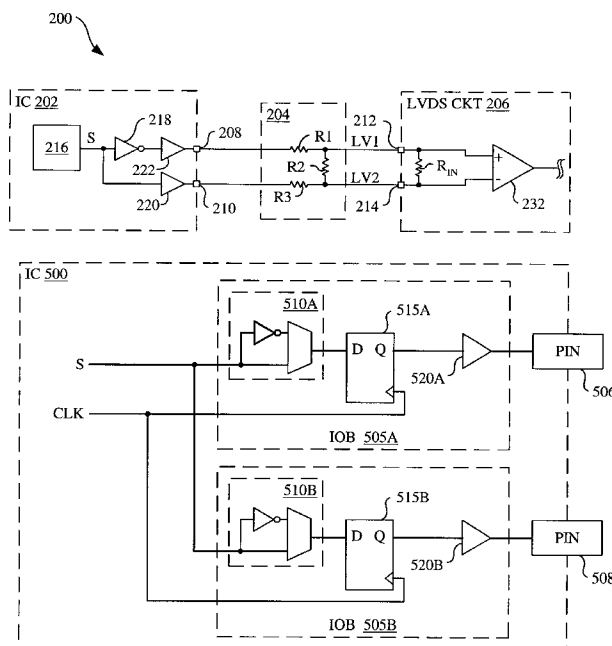 200
IC 202
218
S
216
222
208
220
210
204
R1
R2
R3
212
LV1
LV2
214
LVDS CKT 206
RIN
+
-
232
IC 500
510A
515A
D Q
520A
PIN
506
S
CLK
IOB 505A
510B
515B
D Q
520B
PIN
508
IOB 505B